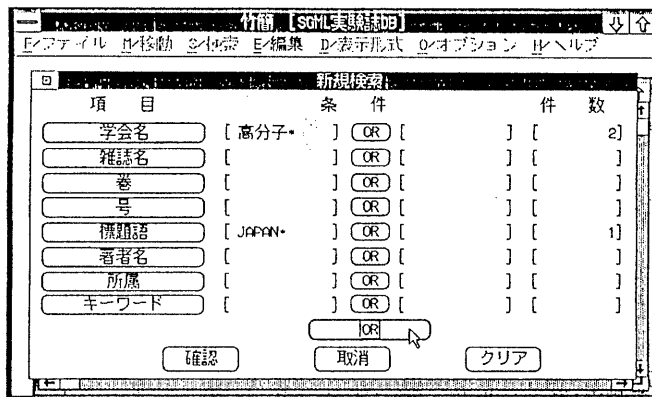 竹簡 [SGML実験誌DB]
F/ファイル M/移動 S/検索 E/編集 D/表示形式 O/オプション H/ヘルプ
新規検索
項 目 条 件 件 数
学会名 [ 高分子* ] OR [ ] [ 2]
雑誌名 [ ] OR [ ] [ ]
巻 [ ] OR [ ] [ ]
号 [ ] OR [ ] [ ]
標題語 [ JAPAN* ] OR [ ] [ 1]
著者名 [ ] OR [ ] [ ]
所属 [ ] OR [ ] [ ]
キーワード [ ] OR [ ] [ ]
OR
確認 取消 クリア